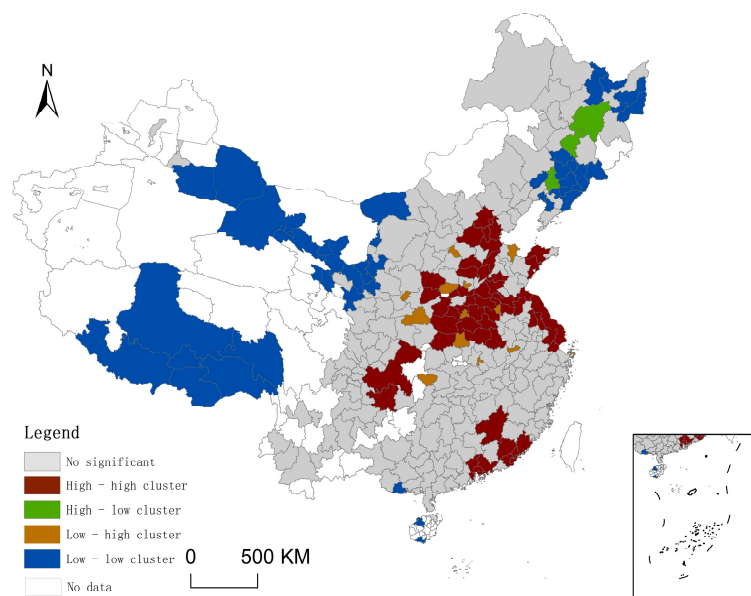 N
Legend
No significant
High - high cluster
High - low cluster
Low - high cluster
Low - low cluster
No data
0 500 KM